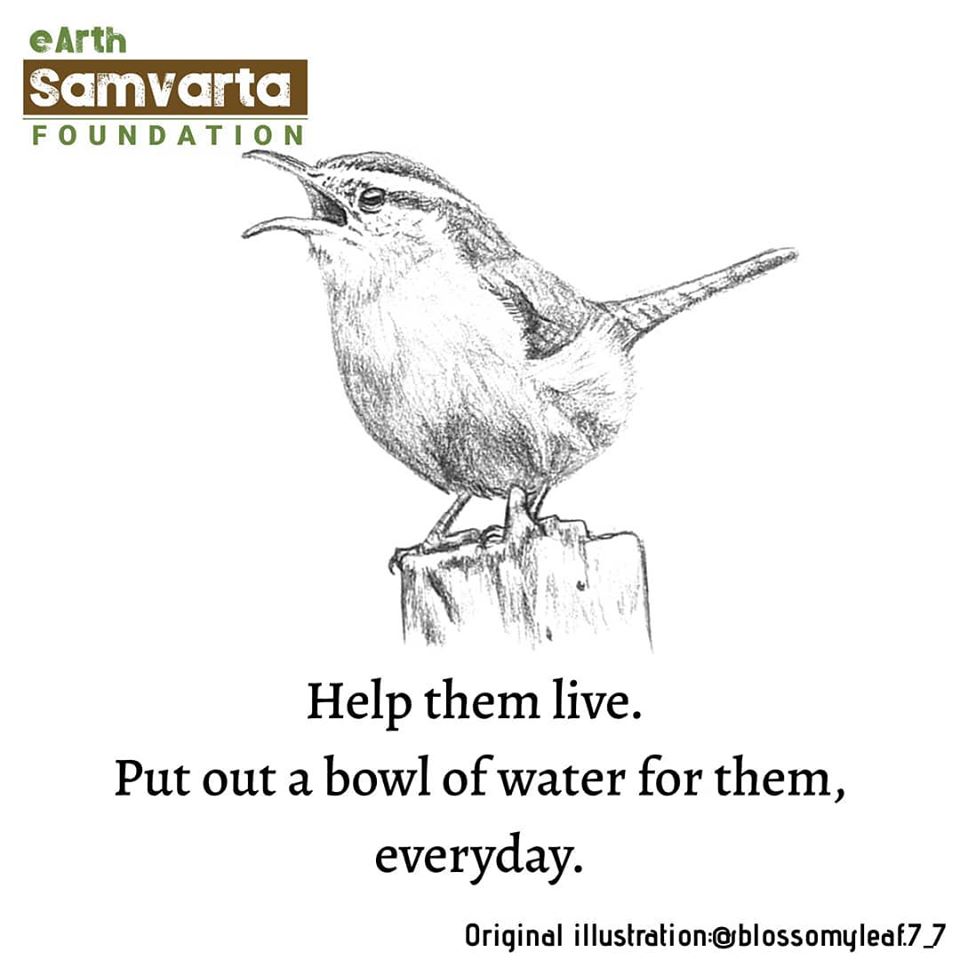 eArth
Samvarta
FOUNDATION
Help them live.
Put out a bowl of water for them,
everyday.
Original illustration:@blossomyleaf.7_7